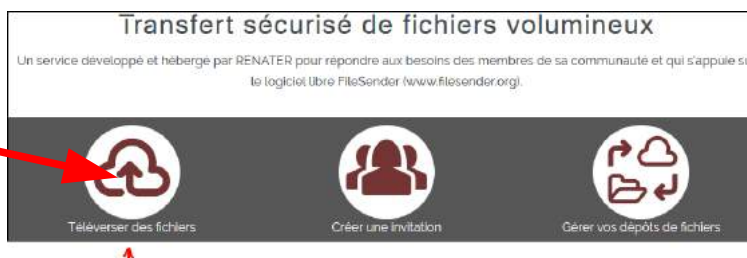 Transfert sécurisé de fichiers volumineux
Un service développé et hébergé par RENATER pour répondre aux besoins des membres de sa communauté et qui s'appuie su
le logiciel libre FileSender (www.filesender.org).
Téléverser des fichiers
Créer une invitation
Gérer vos dépôts de fichiers